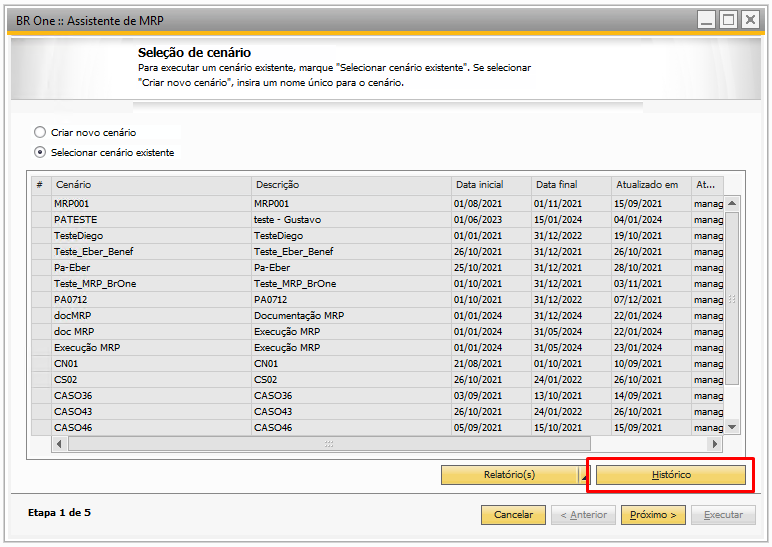 BR One :: Assistente de MRP
Seleção de cenário
Para executar um cenário existente, marque "Selecionar cenário existente". Se selecionar
"Criar novo cenário", insira um nome único para o cenário.
Criar novo cenário
Selecionar cenário existente
# Cenário Descrição Data inicial Data final Atualizado em At...
MRP001 MRP001 01/08/2021 01/11/2021 15/09/2021 manag
PATESTE teste - Gustavo 01/06/2023 15/01/2024 04/01/2024 manag
TesteDiego TesteDiego 01/01/2021 31/12/2022 19/10/2021 manag
Teste_Eber_Benef Teste_Eber_Benef 26/10/2021 31/12/2021 26/10/2021 manag
Pa-Eber Pa-Eber 25/10/2021 31/12/2021 28/10/2021 manag
Teste_MRP_BrOne Teste_MRP_BrOne 01/10/2021 31/12/2021 03/11/2021 manag
PA0712 PA0712 01/10/2021 31/12/2022 07/12/2021 manag
docMRP Documentação MRP 01/01/2024 31/12/2024 22/01/2024 manag
doc MRP Execução MRP 01/01/2024 31/05/2024 22/01/2024 manag
Execução MRP Execução MRP 01/01/2024 31/05/2024 23/01/2024 manag
CN01 CN01 21/08/2021 01/10/2021 10/09/2021 manag
CS02 CS02 26/10/2021 24/01/2022 26/10/2021 manag
CASO36 CASO36 03/09/2021 13/10/2021 14/09/2021 manag
CASO43 CASO43 26/10/2021 24/01/2022 26/10/2021 manag
CASO46 CASO46 05/09/2021 15/10/2021 15/09/2021 manag
Relatório(s) Histórico
Etapa 1 de 5 Cancelar < Anterior Próximo > Executar